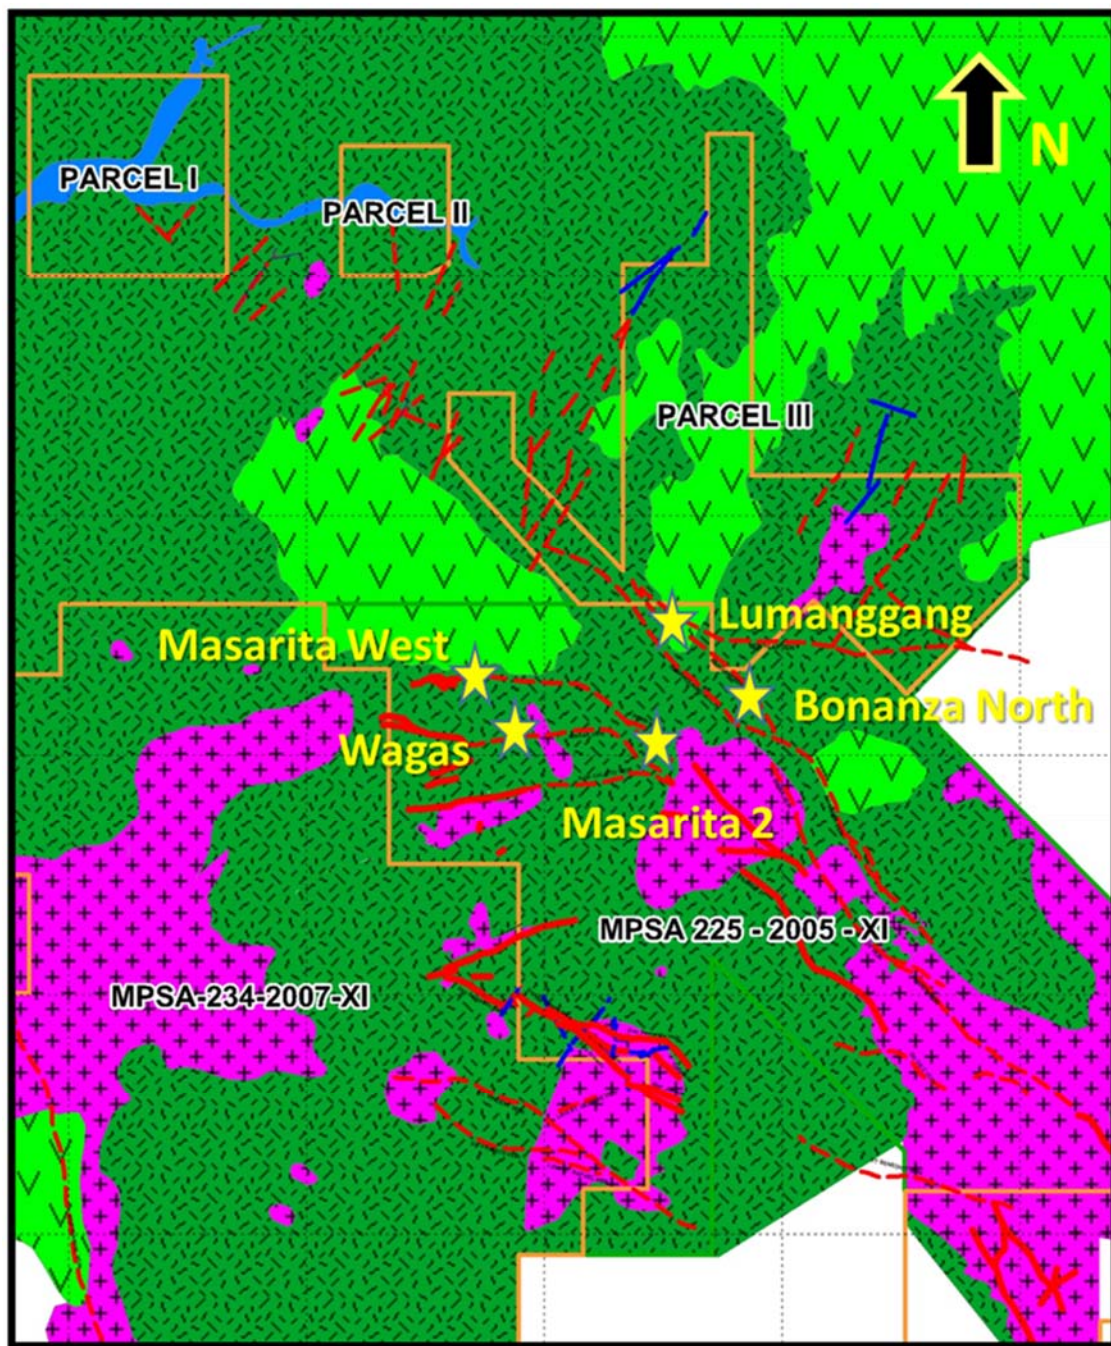 N
PARCEL I
PARCEL II
PARCEL III
Lumanggang
Masarita West
Bonanza North
Wagas
Masarita 2
MPSA 225 - 2005 - XI
MPSA-234-2007-XI